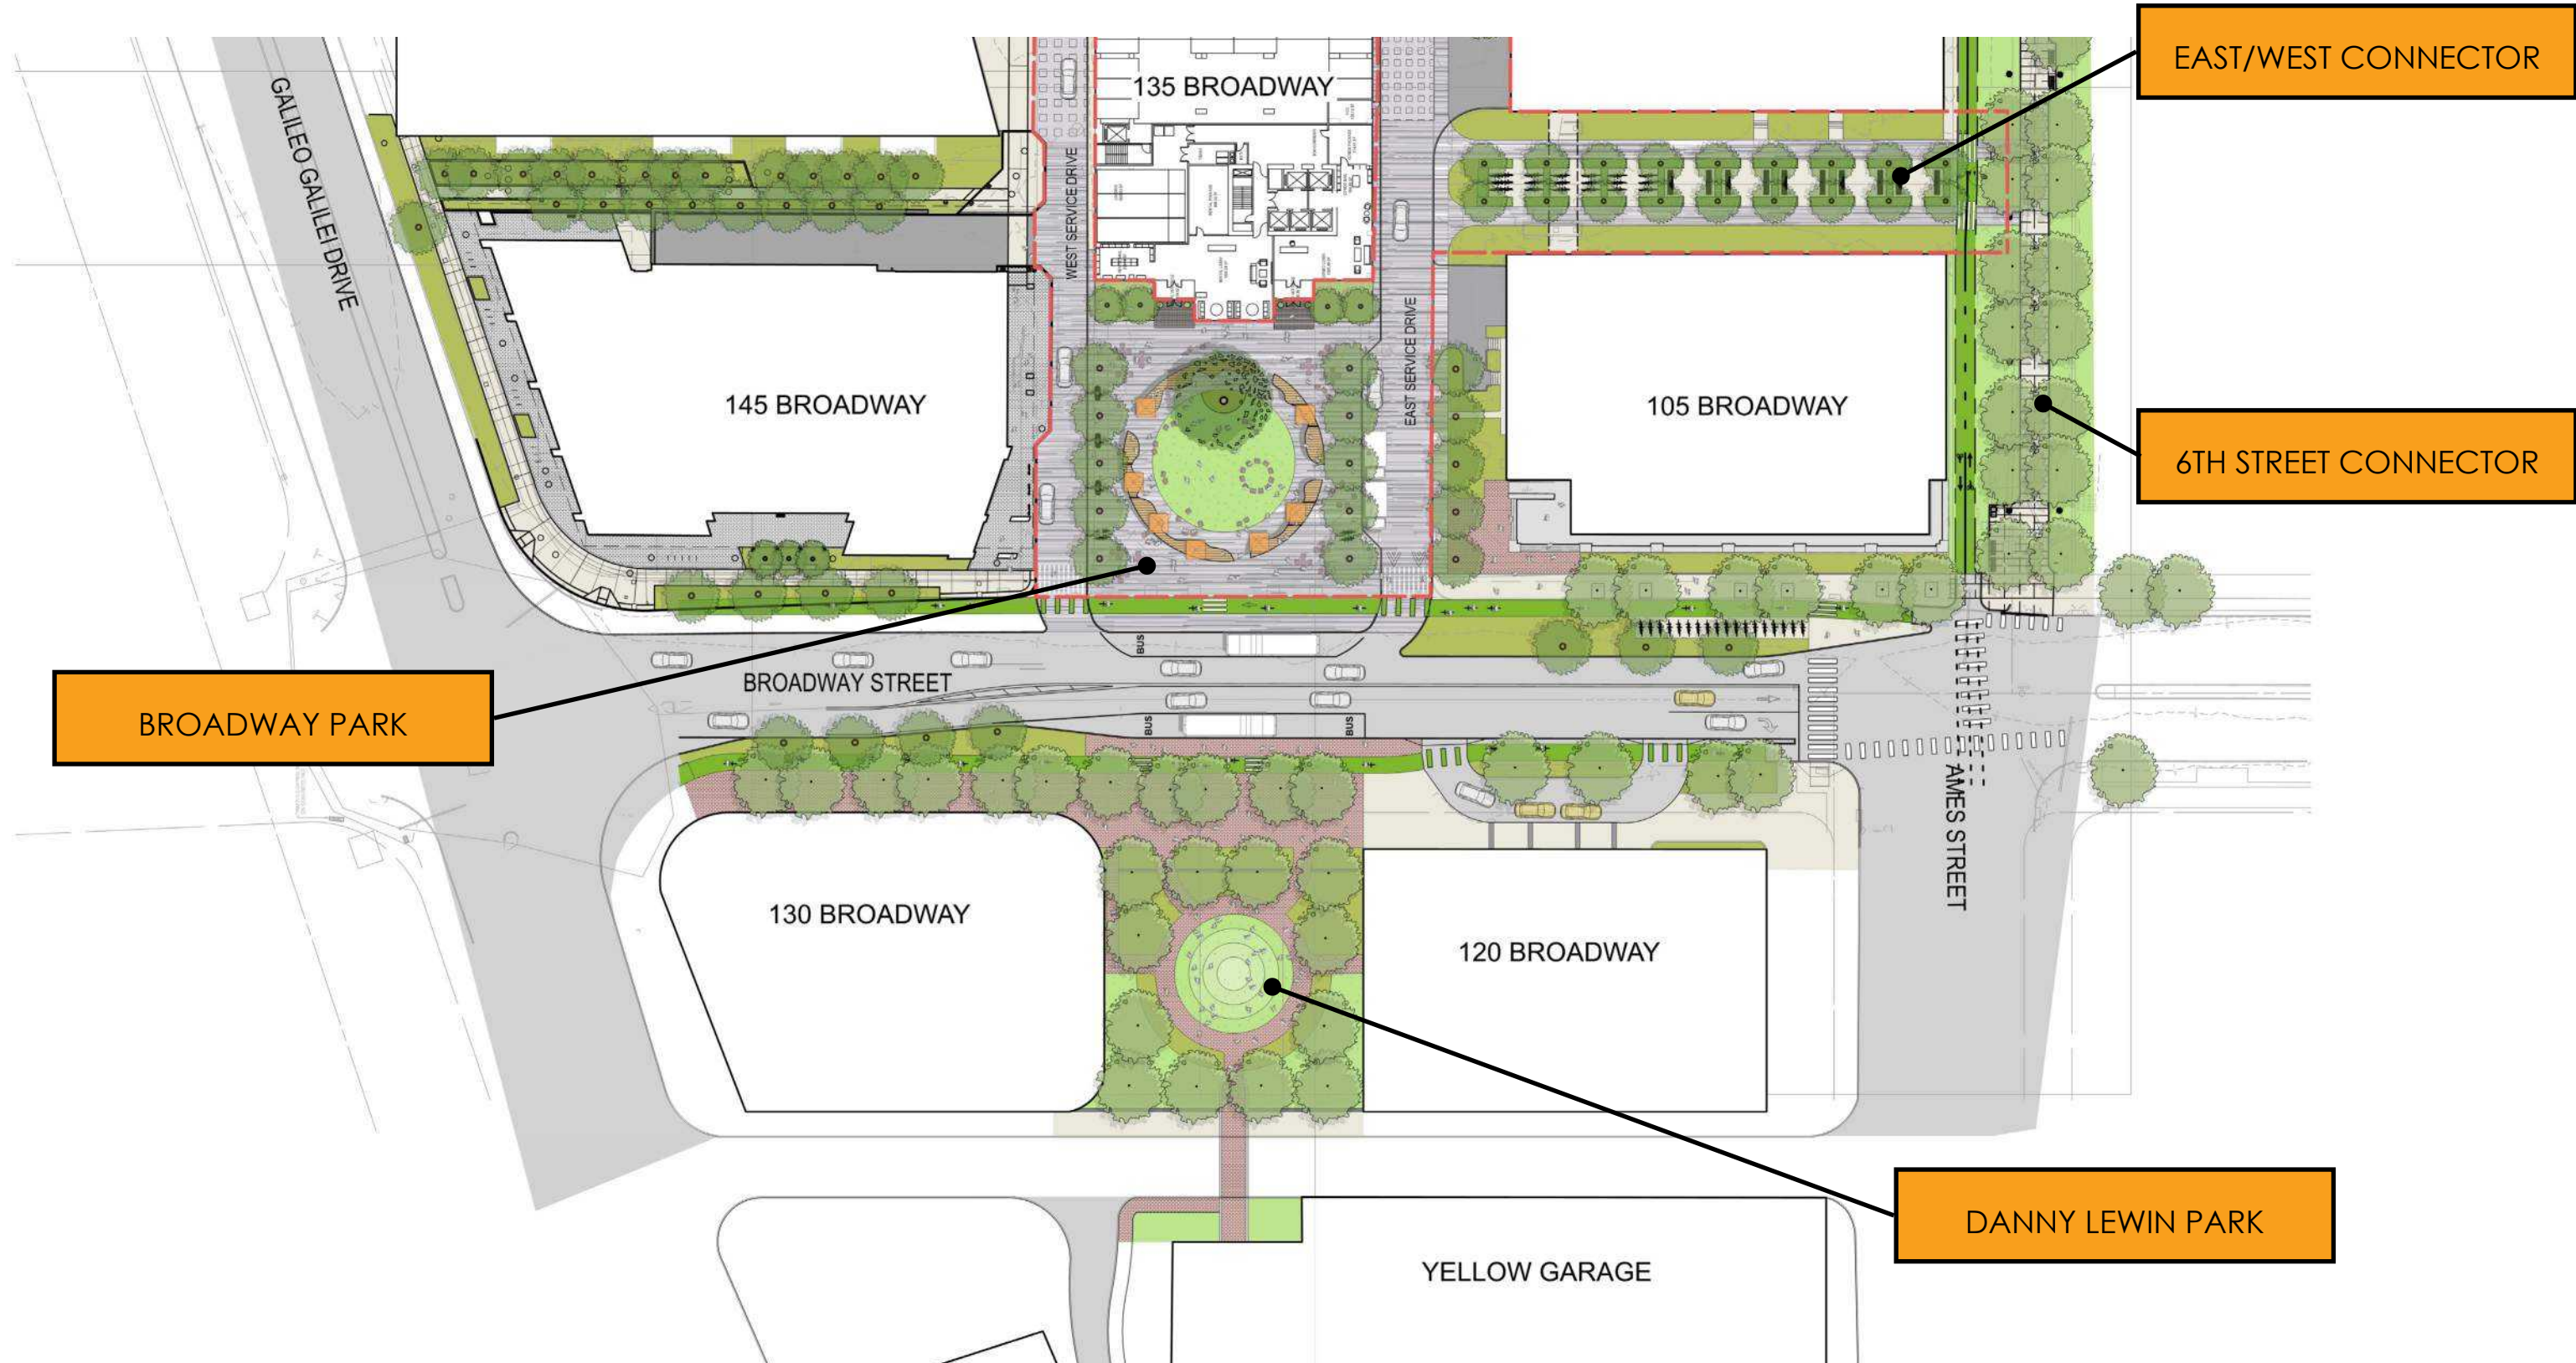 EAST/WEST CONNECTOR
135 BROADWAY
GALILEO GALILEI DRIVE
WEST SERVICE DRIVE
EAST SERVICE DRIVE
145 BROADWAY
105 BROADWAY
6TH STREET CONNECTOR
BUS
BROADWAY STREET
BROADWAY PARK
BUS
BUS
AMES STREET
130 BROADWAY
120 BROADWAY
DANNY LEWIN PARK
YELLOW GARAGE